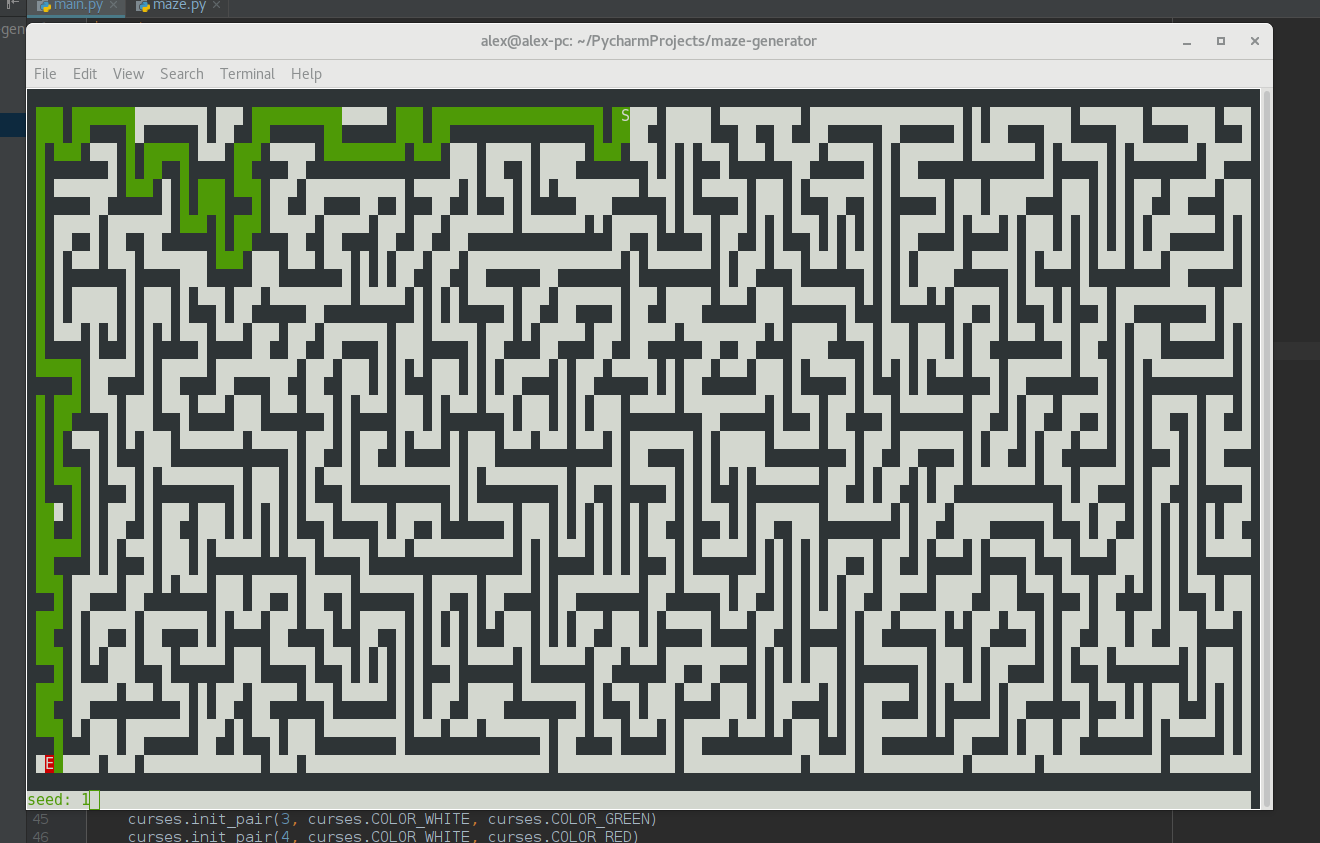 main.py × maze.py ×
gen
alex@alex-pc: ~/PycharmProjects/maze-generator
File Edit View Search Terminal Help
S
E
seed: 1
45 curses.init_pair(3, curses.COLOR_WHITE, curses.COLOR_GREEN)
46 curses.init_pair(4, curses.COLOR_WHITE, curses.COLOR_RED)